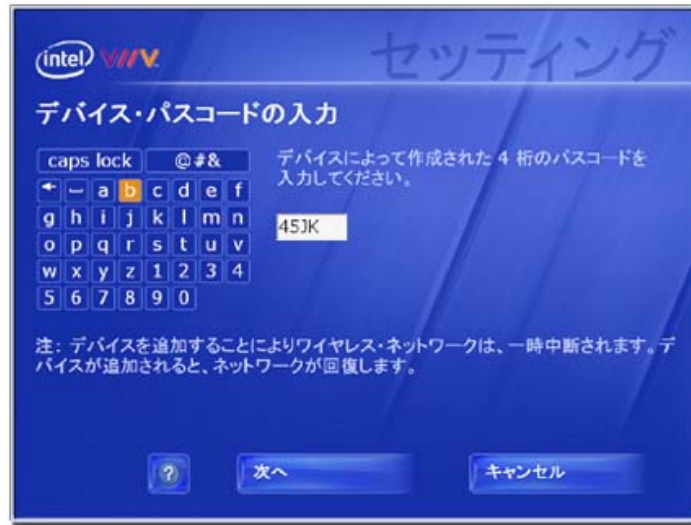 intel VIIV
セッティング
デバイス・パスコードの入力
caps lock @#&
a b c d e f
g h i j k l m n
o p q r s t u v
w x y z 1 2 3 4
5 6 7 8 9 0
デバイスによって作成された 4 桁のパスコードを
入力してください。
45JK
注: デバイスを追加することによりワイヤレス・ネットワークは、一時中断されます。デ
バイスが追加されると、ネットワークが回復します。
? 次へ キャンセル